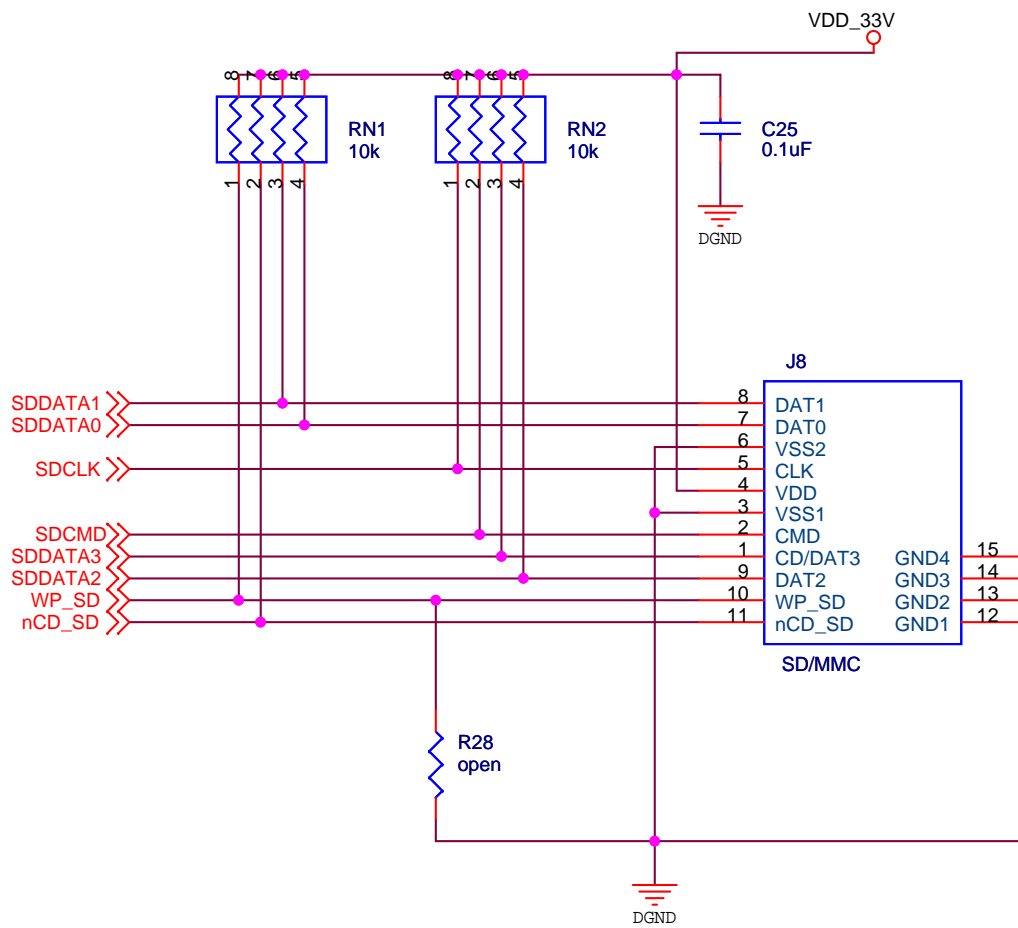 VDD_33V
8 7 6 5
8 7 6 5
RN1
10k
RN2
10k
C25
0.1uF
1 2 3 4
1 2 3 4
DGND
J8
SDDATA1
8
DAT1
SDDATA0
7
DAT0
6
VSS2
SDCLK
5
CLK
4
VDD
3
VSS1
SDCMD
2
CMD
SDDATA3
1
CD/DAT3
GND4
15
SDDATA2
9
DAT2
GND3
14
WP_SD
10
WP_SD
GND2
13
nCD_SD
11
nCD_SD
GND1
12
SD/MMC
R28
open
DGND